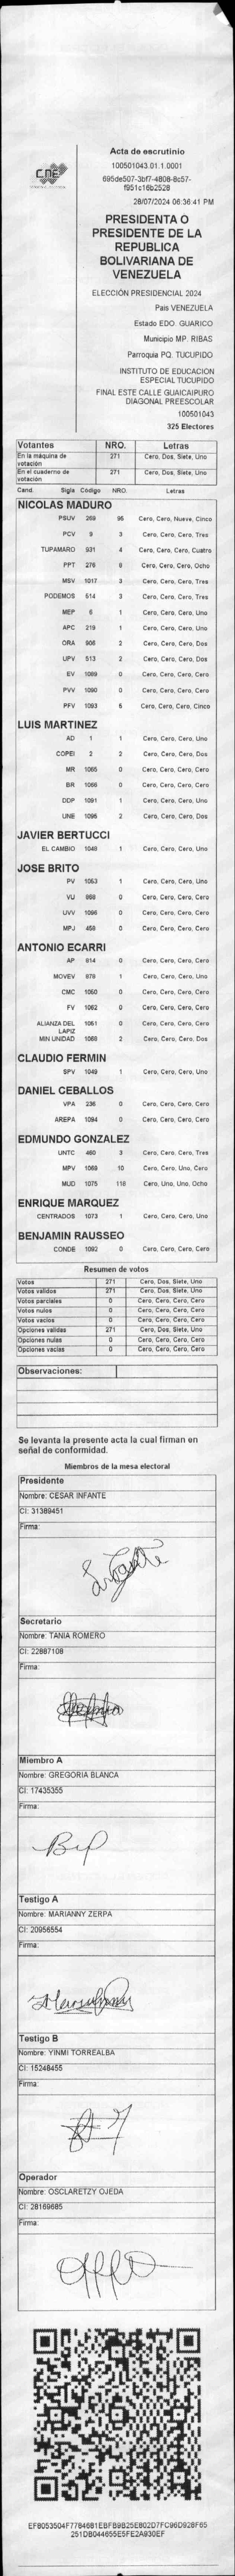 CNE
Acta de escrutinio
100501043.01.1.0001
695de507-3bf7-4808-8c57-
f951c16b2528
28/07/2024 06:36:41 PM
PRESIDENTA O
PRESIDENTE DE LA
REPUBLICA
BOLIVARIANA DE
VENEZUELA
ELECCIÓN PRESIDENCIAL 2024
Pais VENEZUELA
Estado EDO. GUARICO
Municipio MP. RIBAS
Parroquia PQ. TUCUPIDO
INSTITUTO DE EDUCACION
ESPECIAL TUCUPIDO
FINAL ESTE CALLE GUAICAIPURO
DIAGONAL PREESCOLAR
100501043
325 Electores
Votantes NRO. Letras
En la máquina de votación 271 Cero, Dos, Siete, Uno
En el cuaderno de votación 271 Cero, Dos, Siete, Uno
Cand. Sigla Código NRO. Letras
NICOLAS MADURO
PSUV 269 95 Cero, Cero, Nueve, Cinco
PCV 9 3 Cero, Cero, Cero, Tres
TUPAMARO 931 4 Cero, Cero, Cero, Cuatro
PPT 276 8 Cero, Cero, Cero, Ocho
MSV 1017 3 Cero, Cero, Cero, Tres
PODEMOS 514 3 Cero, Cero, Cero, Tres
MEP 6 1 Cero, Cero, Cero, Uno
APC 219 1 Cero, Cero, Cero, Uno
ORA 906 2 Cero, Cero, Cero, Dos
UPV 513 2 Cero, Cero, Cero, Dos
EV 1089 0 Cero, Cero, Cero, Cero
PVV 1090 0 Cero, Cero, Cero, Cero
PFV 1093 5 Cero, Cero, Cero, Cinco
LUIS MARTINEZ
AD 1 1 Cero, Cero, Cero, Uno
COPEI 2 2 Cero, Cero, Cero, Dos
MR 1065 0 Cero, Cero, Cero, Cero
BR 1086 0 Cero, Cero, Cero, Cero
DDP 1091 1 Cero, Cero, Cero, Uno
UNE 1095 2 Cero, Cero, Cero, Dos
JAVIER BERTUCCI
EL CAMBIO 1048 1 Cero, Cero, Cero, Uno
JOSE BRITO
PV 1053 1 Cero, Cero, Cero, Uno
VU 968 0 Cero, Cero, Cero, Cero
UVV 1096 0 Cero, Cero, Cero, Cero
MPJ 458 0 Cero, Cero, Cero, Cero
ANTONIO ECARRI
AP 814 0 Cero, Cero, Cero, Cero
MOVEV 979 1 Cero, Cero, Cero, Uno
CMC 1050 0 Cero, Cero, Cero, Cero
FV 1062 0 Cero, Cero, Cero, Cero
ALIANZA DEL LAPIZ 1051 0 Cero, Cero, Cero, Cero
MIN UNIDAD 1068 2 Cero, Cero, Cero, Dos
CLAUDIO FERMIN
SPV 1049 1 Cero, Cero, Cero, Uno
DANIEL CEBALLOS
VPA 236 0 Cero, Cero, Cero, Cero
AREPA 1094 0 Cero, Cero, Cero, Cero
EDMUNDO GONZALEZ
UNTC 460 3 Cero, Cero, Cero, Tres
MPV 1069 10 Cero, Cero, Uno, Cero
MUD 1075 118 Cero, Uno, Uno, Ocho
ENRIQUE MARQUEZ
CENTRADOS 1073 1 Cero, Cero, Cero, Uno
BENJAMIN RAUSSEO
CONDE 1092 0 Cero, Cero, Cero, Cero
Resumen de votos
Votos 271 Cero, Dos, Siete, Uno
Votos validos 271 Cero, Dos, Siete, Uno
Votos parciales 0 Cero, Cero, Cero, Cero
Votos nulos 0 Cero, Cero, Cero, Cero
Votos vacios 0 Cero, Cero, Cero, Cero
Opciones validas 271 Cero, Dos, Siete, Uno
Opciones nulas 0 Cero, Cero, Cero, Cero
Opciones vacias 0 Cero, Cero, Cero, Cero
Observaciones:
Se levanta la presente acta la cual firman en
señal de conformidad.
Miembros de la mesa electoral
Presidente
Nombre: CESAR INFANTE
CI: 31389451
Firma:
Secretario
Nombre: TANIA ROMERO
CI: 22887108
Firma:
Miembro A
Nombre: GREGORIA BLANCA
CI: 17435355
Firma:
Testigo A
Nombre: MARIANNY ZERPA
CI: 20956554
Firma:
Testigo B
Nombre: YINMI TORREALBA
CI: 15248455
Firma:
Operador
Nombre: OSCLARETZY OJEDA
CI: 28169685
Firma:
EF8053504F7784681EBFB9B25E802D7FC96D928F65
251DB044655E5FE2A930EF